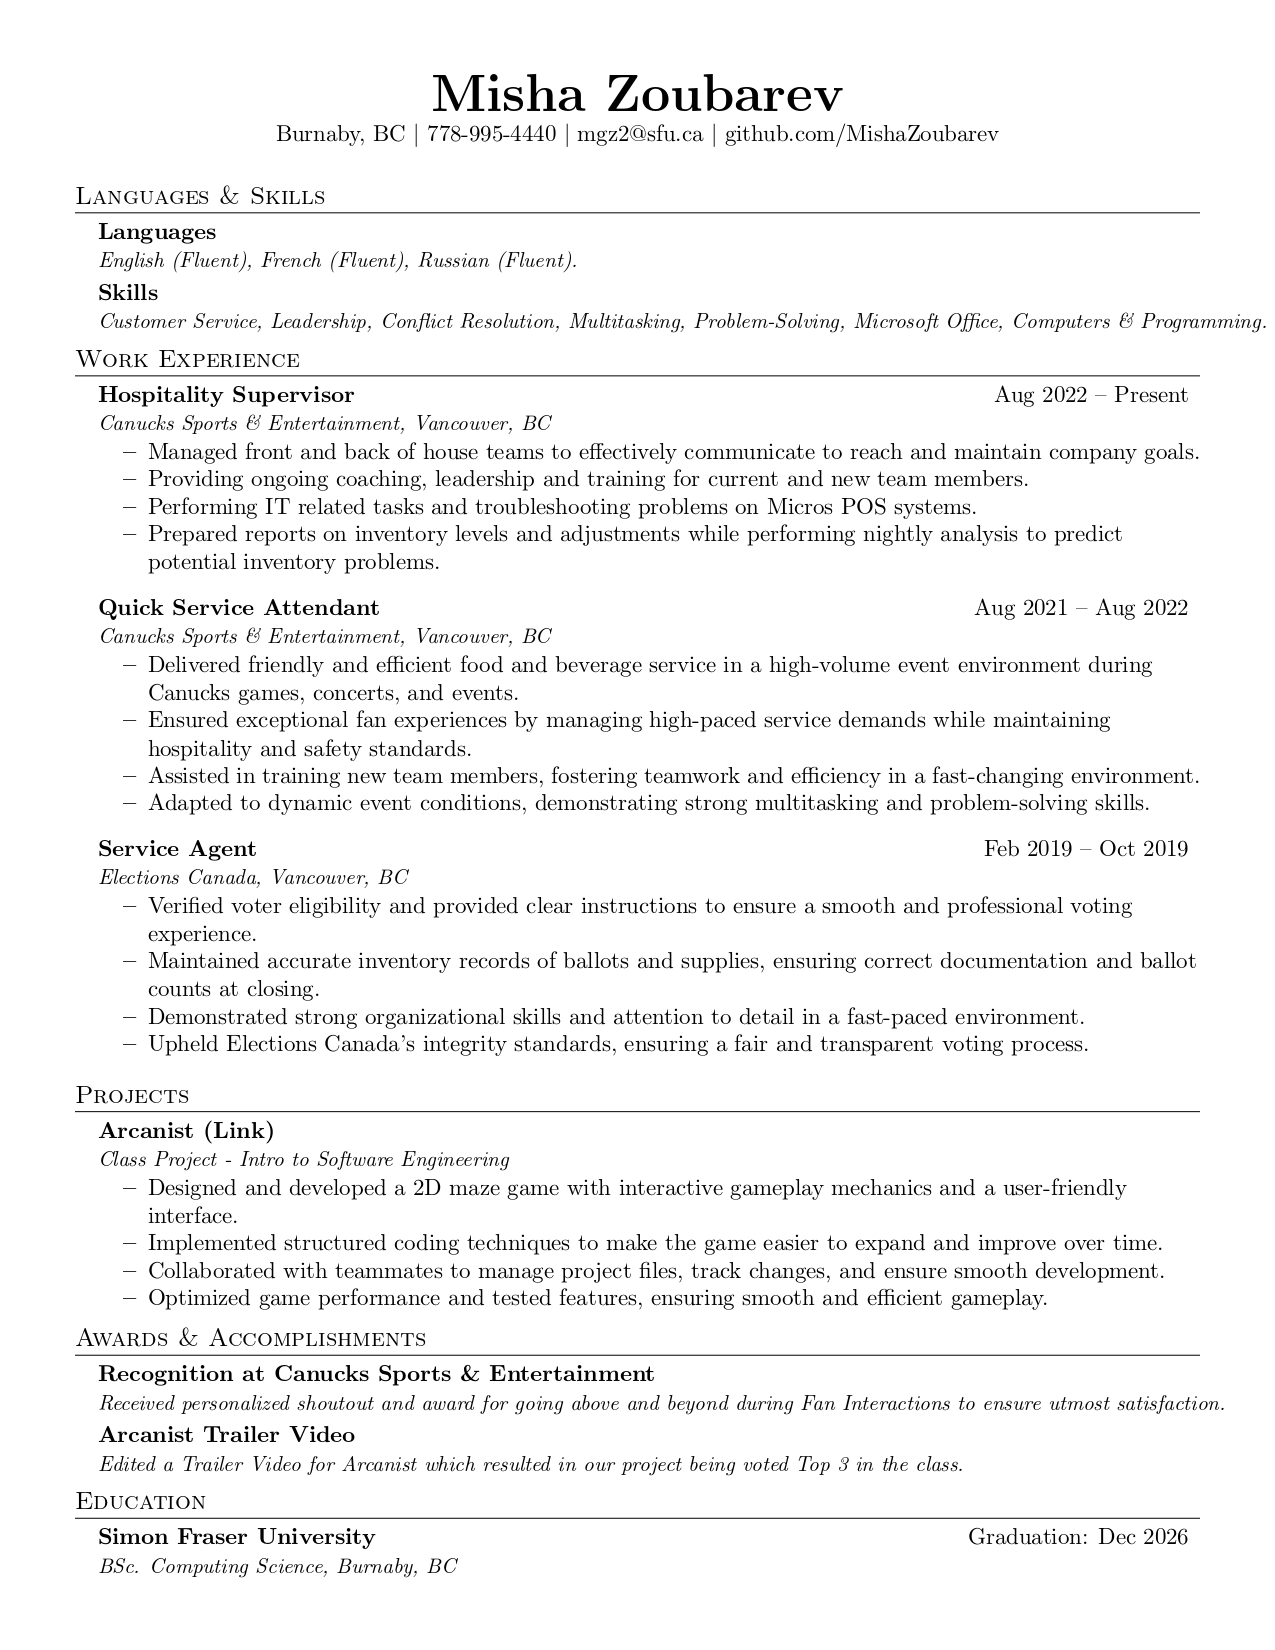 Misha Zoubarev
Burnaby, BC | 778-995-4440 | mgz2@sfu.ca | github.com/MishaZoubarev
Languages & Skills
Languages
English (Fluent), French (Fluent), Russian (Fluent).
Skills
Customer Service, Leadership, Conflict Resolution, Multitasking, Problem-Solving, Microsoft Office, Computers & Programming.
Work Experience
Hospitality Supervisor Aug 2022 – Present
Canucks Sports & Entertainment, Vancouver, BC
– Managed front and back of house teams to effectively communicate to reach and maintain company goals.
– Providing ongoing coaching, leadership and training for current and new team members.
– Performing IT related tasks and troubleshooting problems on Micros POS systems.
– Prepared reports on inventory levels and adjustments while performing nightly analysis to predict
potential inventory problems.
Quick Service Attendant Aug 2021 – Aug 2022
Canucks Sports & Entertainment, Vancouver, BC
– Delivered friendly and efficient food and beverage service in a high-volume event environment during
Canucks games, concerts, and events.
– Ensured exceptional fan experiences by managing high-paced service demands while maintaining
hospitality and safety standards.
– Assisted in training new team members, fostering teamwork and efficiency in a fast-changing environment.
– Adapted to dynamic event conditions, demonstrating strong multitasking and problem-solving skills.
Service Agent Feb 2019 – Oct 2019
Elections Canada, Vancouver, BC
– Verified voter eligibility and provided clear instructions to ensure a smooth and professional voting
experience.
– Maintained accurate inventory records of ballots and supplies, ensuring correct documentation and ballot
counts at closing.
– Demonstrated strong organizational skills and attention to detail in a fast-paced environment.
– Upheld Elections Canada's integrity standards, ensuring a fair and transparent voting process.
Projects
Arcanist (Link)
Class Project - Intro to Software Engineering
– Designed and developed a 2D maze game with interactive gameplay mechanics and a user-friendly
interface.
– Implemented structured coding techniques to make the game easier to expand and improve over time.
– Collaborated with teammates to manage project files, track changes, and ensure smooth development.
– Optimized game performance and tested features, ensuring smooth and efficient gameplay.
Awards & Accomplishments
Recognition at Canucks Sports & Entertainment
Received personalized shoutout and award for going above and beyond during Fan Interactions to ensure utmost satisfaction.
Arcanist Trailer Video
Edited a Trailer Video for Arcanist which resulted in our project being voted Top 3 in the class.
Education
Simon Fraser University Graduation: Dec 2026
BSc. Computing Science, Burnaby, BC